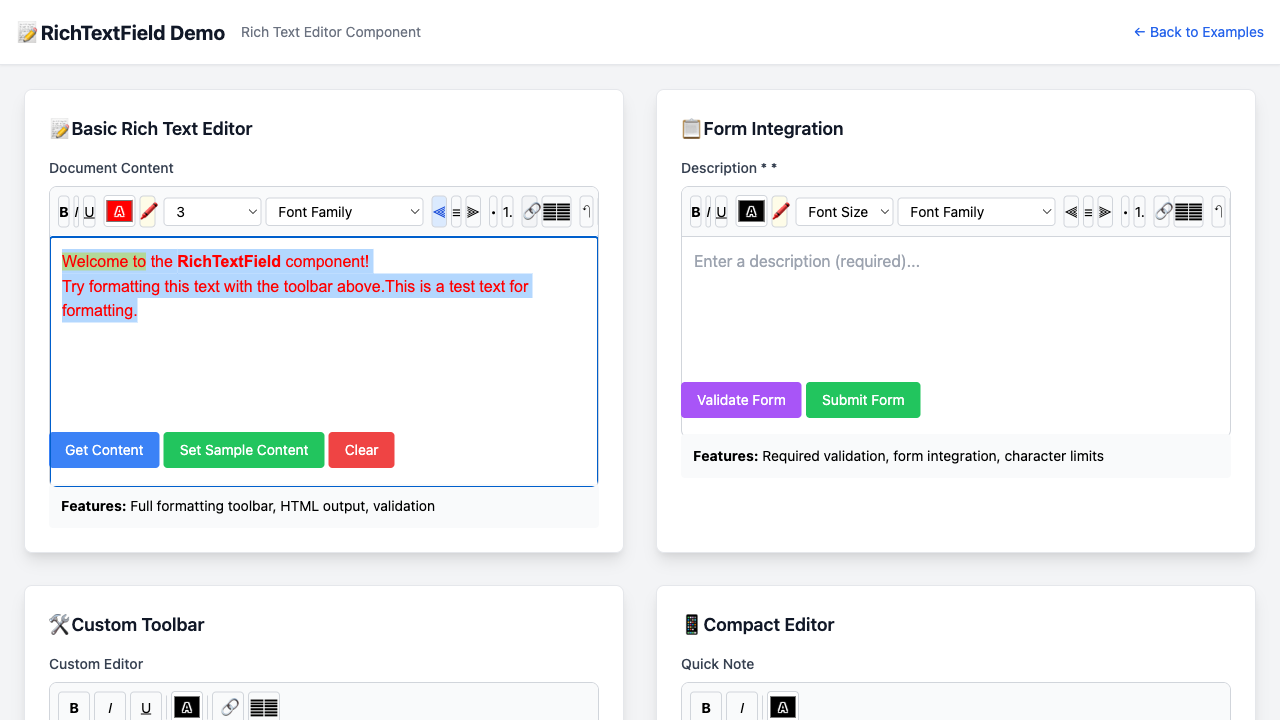 RichTextField Demo
Rich Text Editor Component
← Back to Examples
Basic Rich Text Editor
Document Content
B I U A 3 Font Family 1.
Welcome to the RichTextField component!
Try formatting this text with the toolbar above.This is a test text for
formatting.
Get Content
Set Sample Content
Clear
Features: Full formatting toolbar, HTML output, validation
Form Integration
Description * *
B I U A Font Size Font Family 1.
Enter a description (required)...
Validate Form
Submit Form
Features: Required validation, form integration, character limits
Custom Toolbar
Custom Editor
B I U A
Compact Editor
Quick Note
B I A